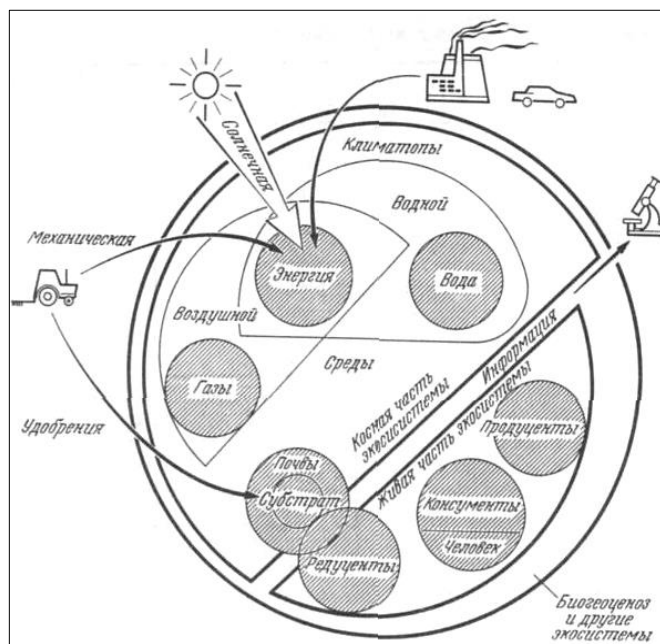 Солнечная
Климатопы
Водной
Механическая
Энергия
Вода
Воздушной
Среды
Газы
Информация
Косная часть
экосистемы
Живая часть экосистемы
Удобрения
Продуценты
Почвы
Субстрат
Консументы
Человек
Редуценты
Биогеоценоз
и другие
экосистемы